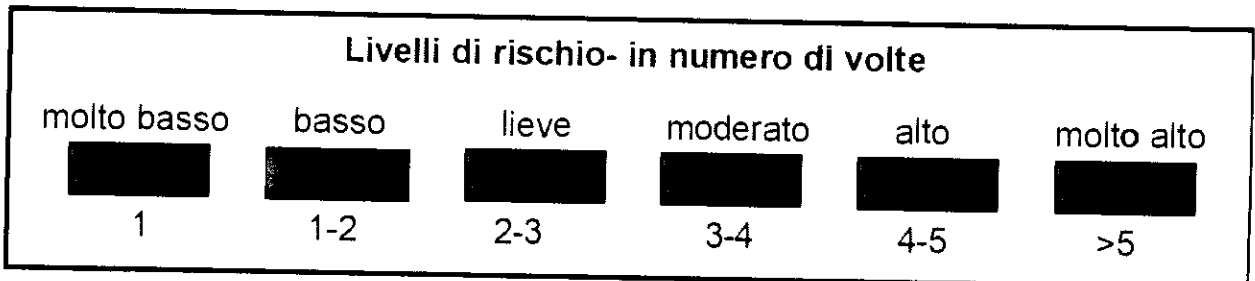 Livelli di rischio- in numero di volte
molto basso basso lieve moderato alto molto alto
1 1-2 2-3 3-4 4-5 >5